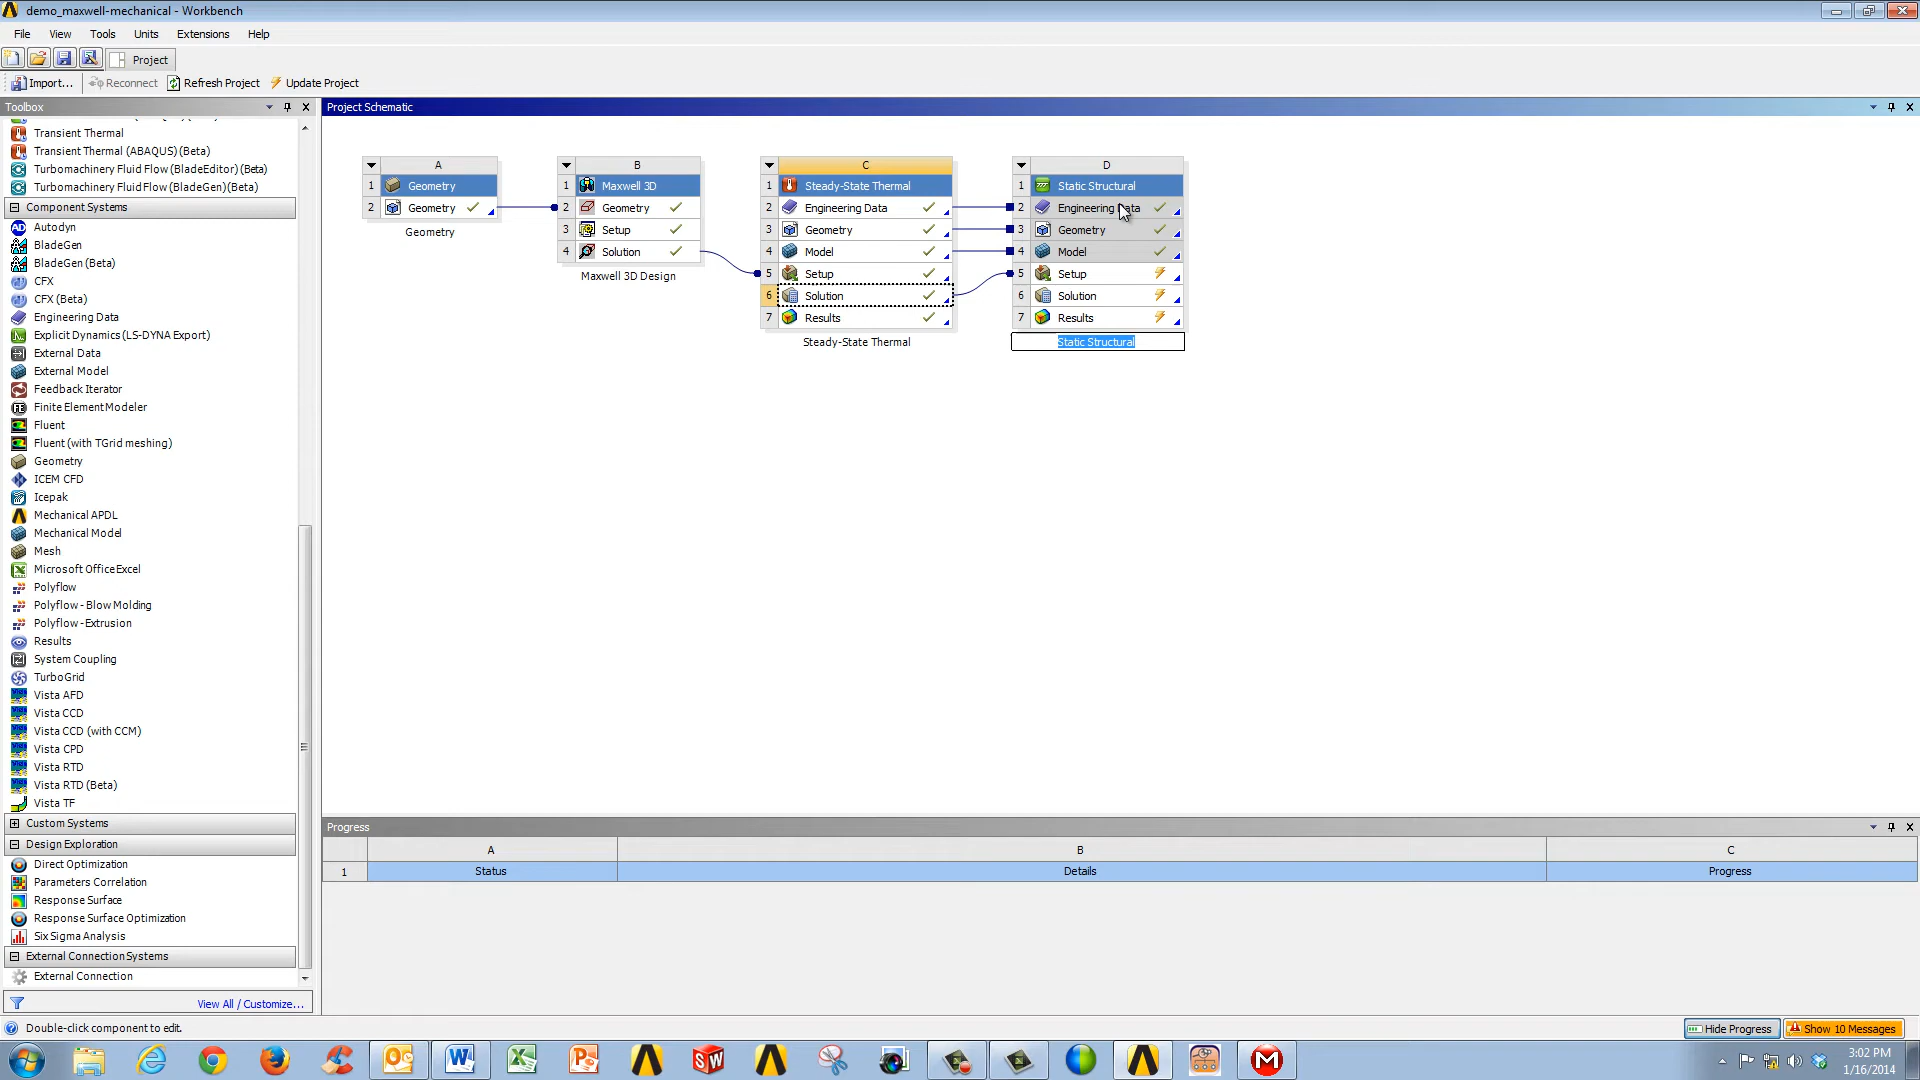 demo_maxwell-mechanical - Workbench
File View Tools Units Extensions Help
Project
Import... Reconnect Refresh Project Update Project
Toolbox
Transient Thermal
Transient Thermal (ABAQUS) (Beta)
Turbomachinery Fluid Flow (BladeEditor) (Beta)
Turbomachinery Fluid Flow (BladeGen) (Beta)
Component Systems
Autodyn
BladeGen
BladeGen (Beta)
CFX
CFX (Beta)
Engineering Data
Explicit Dynamics (LS-DYNA Export)
External Data
External Model
Feedback Iterator
Finite Element Modeler
Fluent
Fluent (with TGrid meshing)
Geometry
ICEM CFD
Icepak
Mechanical APDL
Mechanical Model
Mesh
Microsoft Office Excel
Polyflow
Polyflow - Blow Molding
Polyflow - Extrusion
Results
System Coupling
TurboGrid
Vista AFD
Vista CCD
Vista CCD (with CCM)
Vista CPD
Vista RTD
Vista RTD (Beta)
Vista TF
Custom Systems
Design Exploration
Direct Optimization
Parameters Correlation
Response Surface
Response Surface Optimization
Six Sigma Analysis
External Connection Systems
External Connection
View All / Customize...
Project Schematic
A
1 Geometry
2 Geometry
Geometry
B
1 Maxwell 3D
2 Geometry
3 Setup
4 Solution
Maxwell 3D Design
C
1 Steady-State Thermal
2 Engineering Data
3 Geometry
4 Model
5 Setup
6 Solution
7 Results
Steady-State Thermal
D
1 Static Structural
2 Engineering Data
3 Geometry
4 Model
5 Setup
6 Solution
7 Results
Static Structural
Progress
A B C
1 Status Details Progress
Double-click component to edit.
Hide Progress Show 10 Messages
3:02 PM
1/16/2014